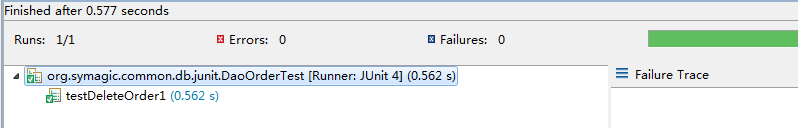 Finished after 0.577 seconds
Runs: 1/1 Errors: 0 Failures: 0
org.symagic.common.db.junit.DaoOrderTest [Runner: JUnit 4] (0.562 s)
Failure Trace
testDeleteOrder1 (0.562 s)